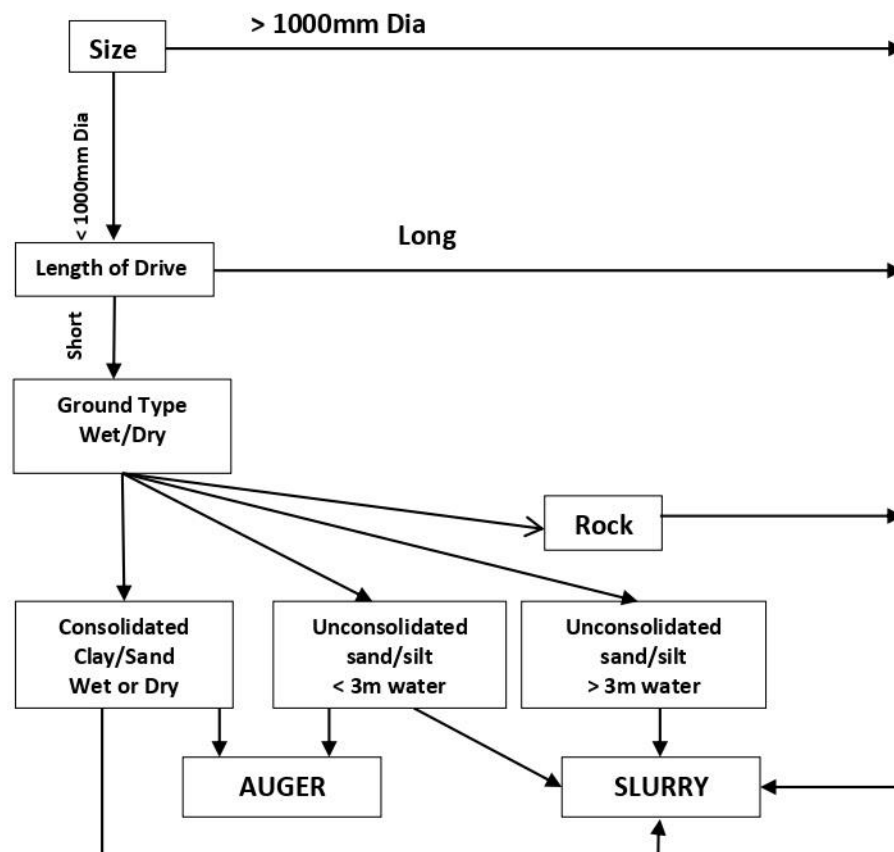 > 1000mm Dia
Size
< 1000mm Dia
Long
Length of Drive
Short
Ground Type
Wet/Dry
Rock
Consolidated
Clay/Sand
Wet or Dry
Unconsolidated
sand/silt
< 3m water
Unconsolidated
sand/silt
> 3m water
AUGER
SLURRY